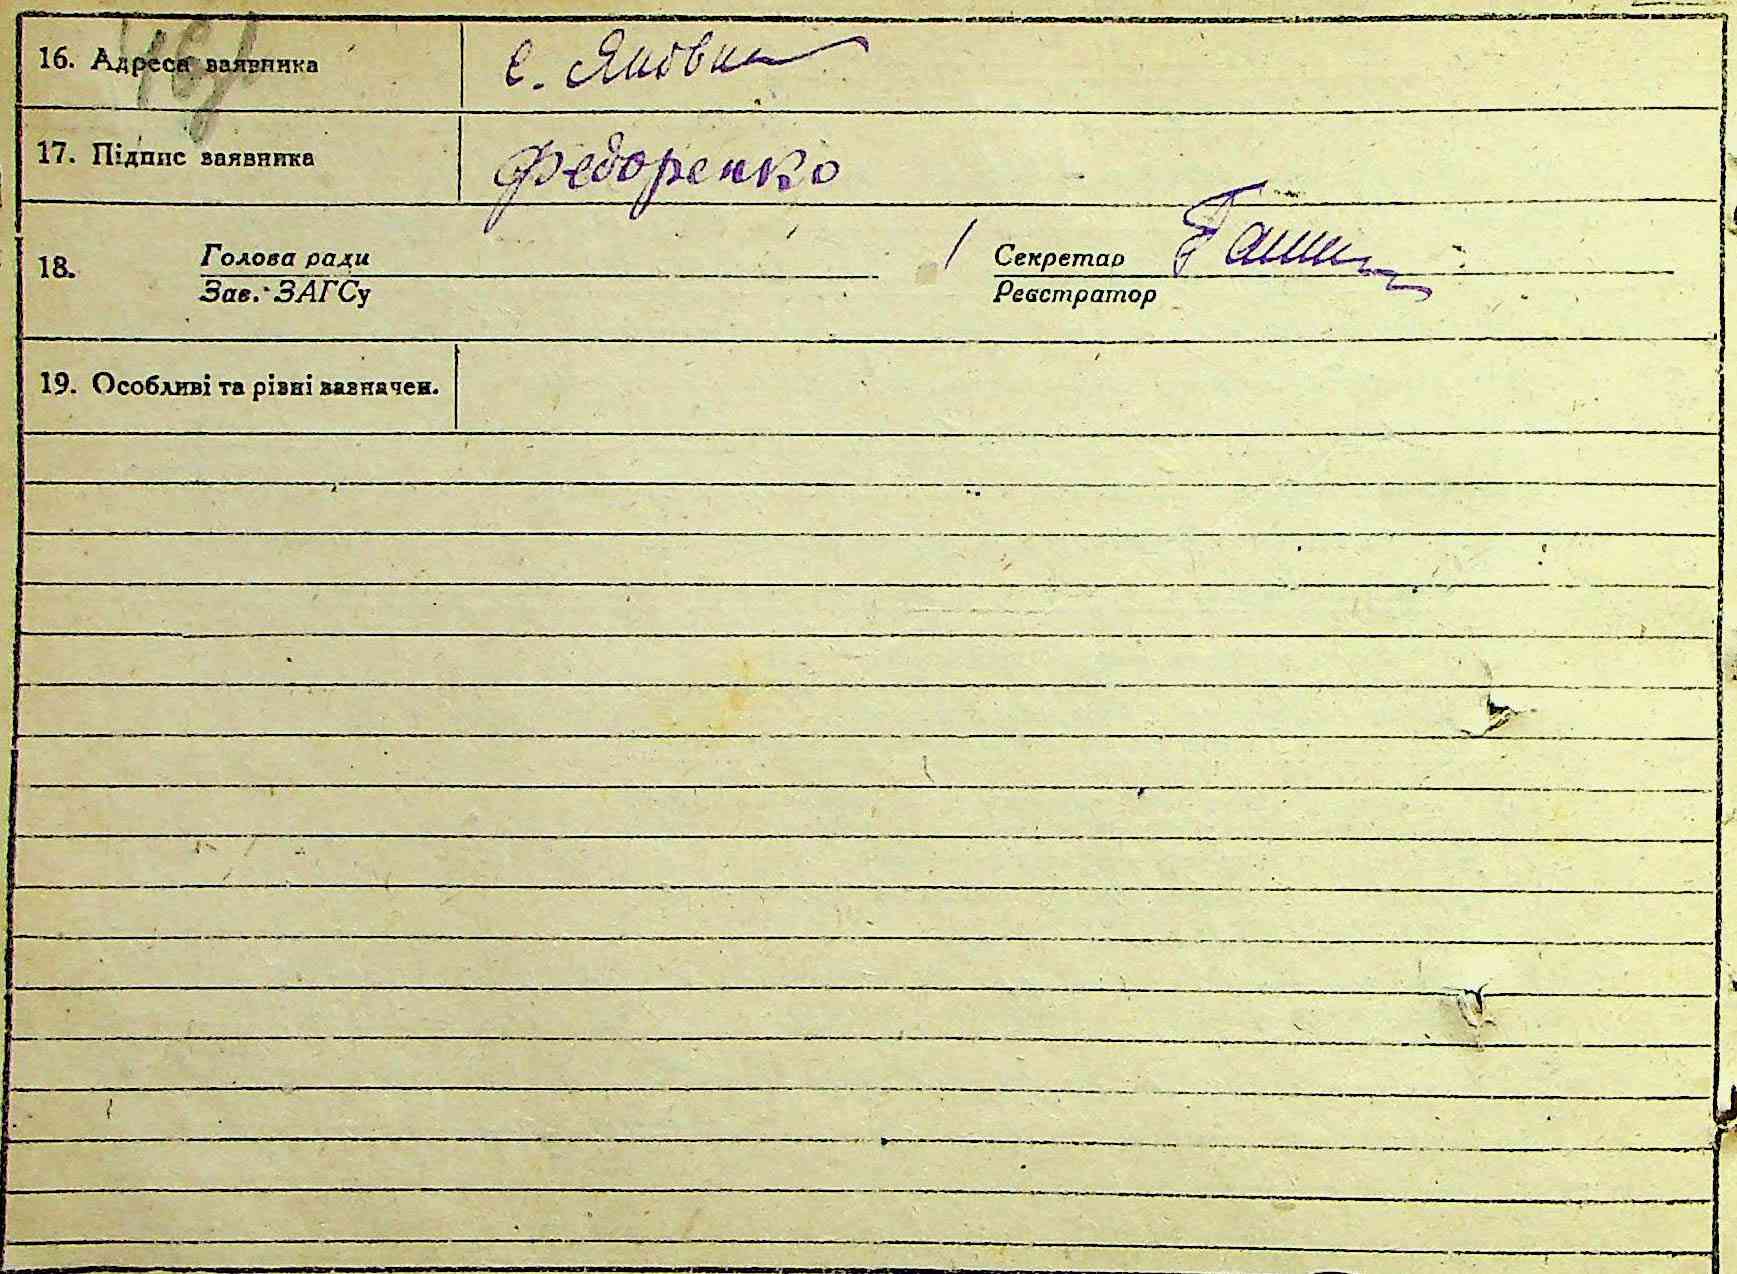 16. Адреса заявника с. Яковка
17. Підпис заявника Федоренко
18. Голова ради Секретар
Зав. ЗАГСу Реєстратор
19. Особливі та різні зазначен.